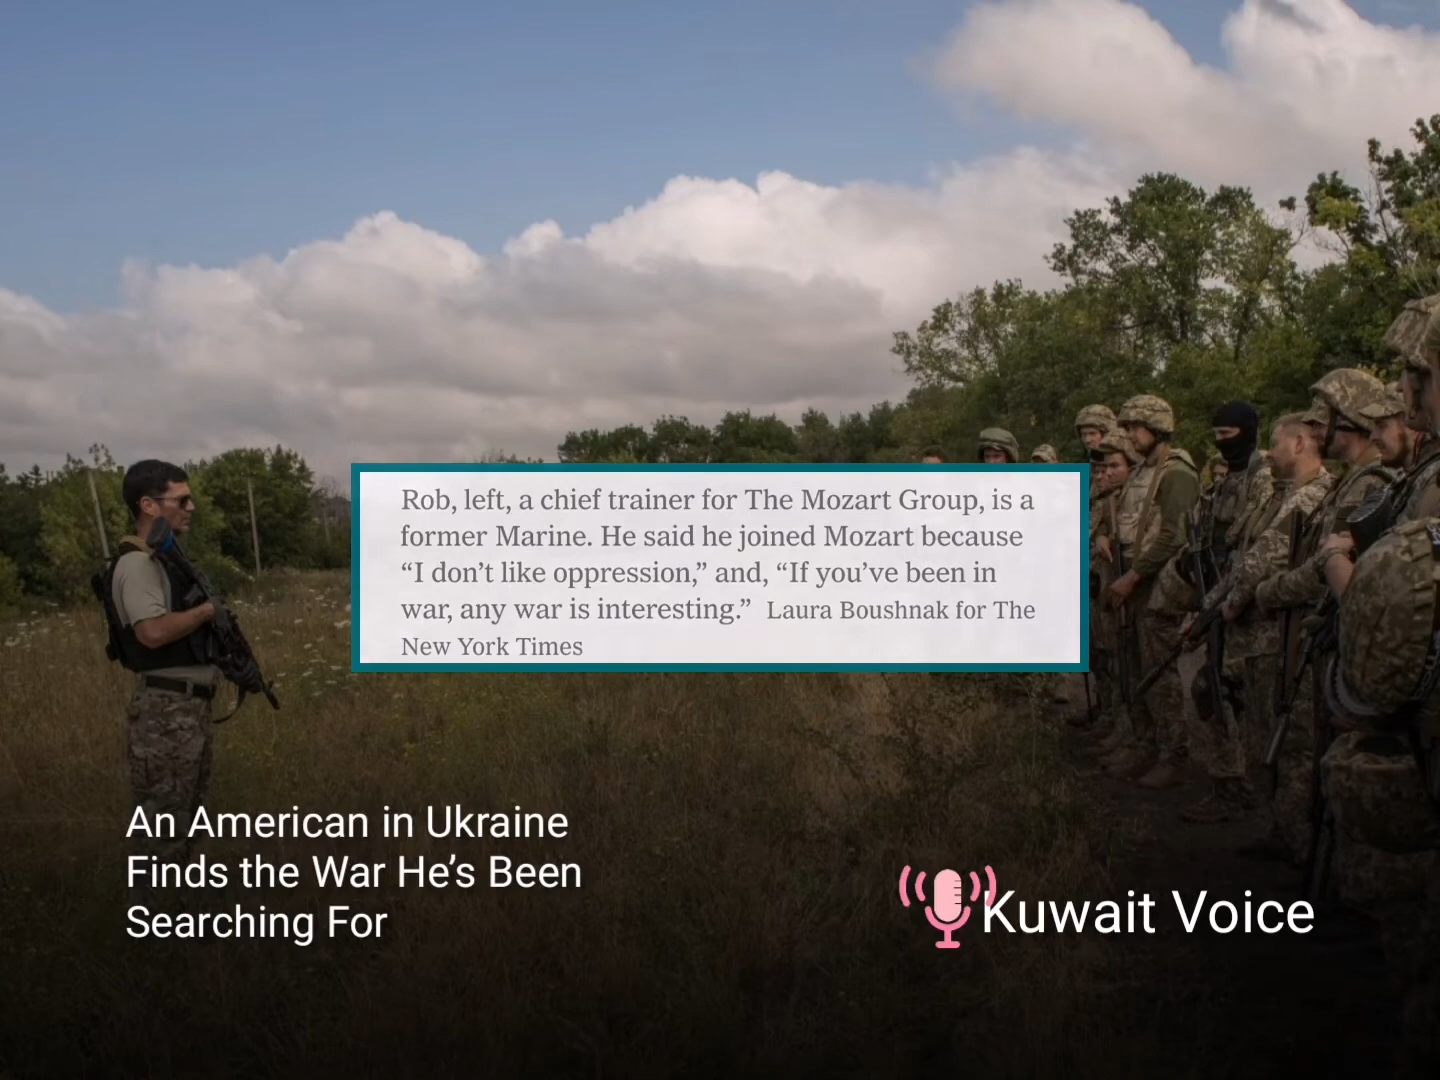 Rob, left, a chief trainer for The Mozart Group, is a
former Marine. He said he joined Mozart because
“I don’t like oppression,” and, “If you’ve been in
war, any war is interesting.” Laura Boushnak for The
New York Times
An American in Ukraine
Finds the War He’s Been
Searching For
Kuwait Voice